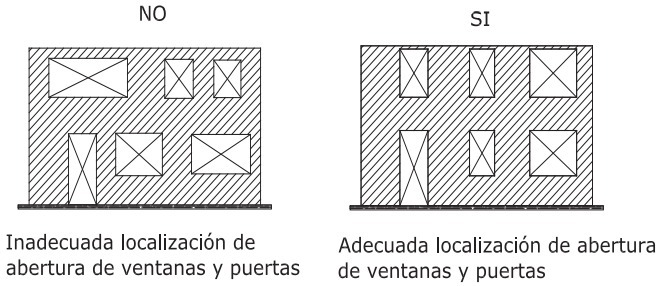 NO
SI
Inadecuada localización de
abertura de ventanas y puertas
Adecuada localización de abertura
de ventanas y puertas